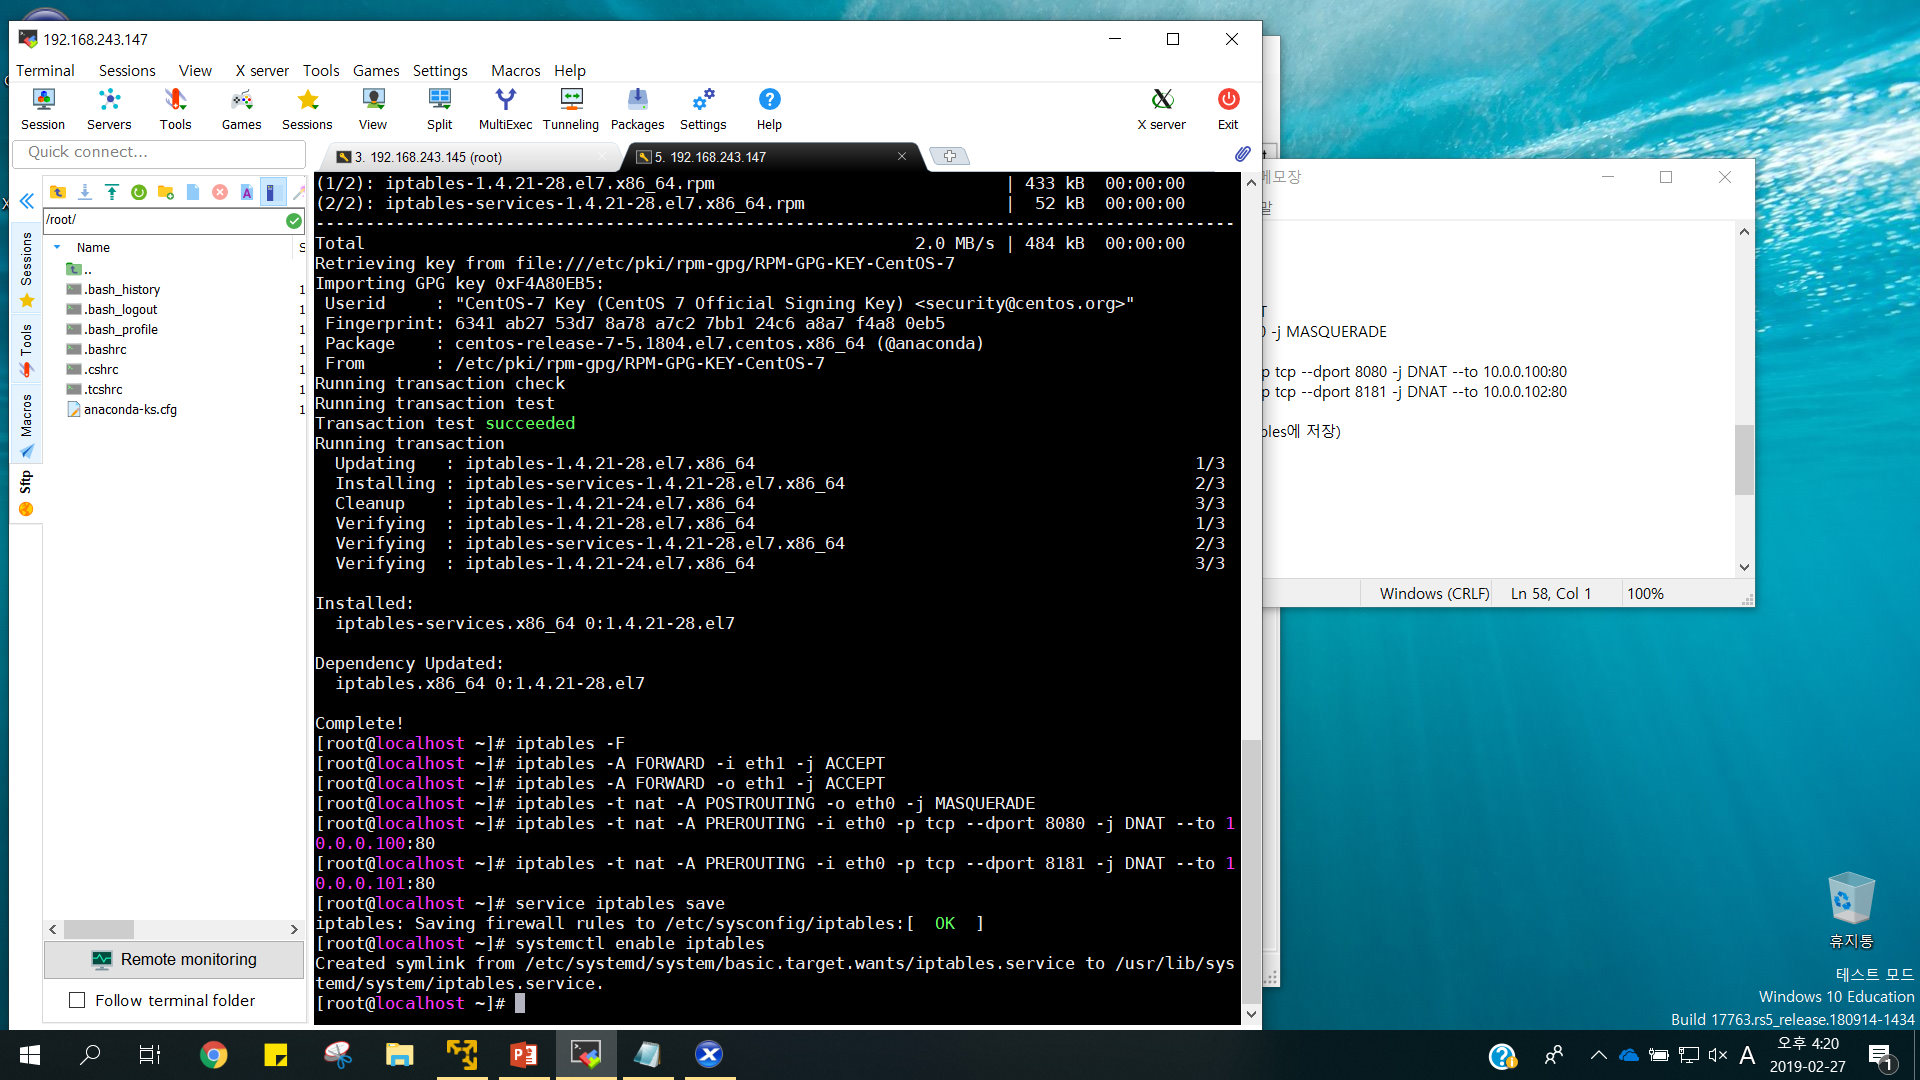 192.168.243.147
Terminal Sessions View X server Tools Games Settings Macros Help
Session Servers Tools Games Sessions View Split MultiExec Tunneling Packages Settings Help X server Exit
Quick connect...
3. 192.168.243.145 (root)
5. 192.168.243.147
/root/
Name S
..
.bash_history 1
.bash_logout 1
.bash_profile 1
.bashrc 1
.cshrc 1
.tcshrc 1
anaconda-ks.cfg 1
Sessions
Tools
Macros
Sftp
Remote monitoring
Follow terminal folder
(1/2): iptables-1.4.21-28.el7.x86_64.rpm | 433 kB 00:00:00
(2/2): iptables-services-1.4.21-28.el7.x86_64.rpm | 52 kB 00:00:00
--------------------------------------------------------------------------------------------
Total 2.0 MB/s | 484 kB 00:00:00
Retrieving key from file:///etc/pki/rpm-gpg/RPM-GPG-KEY-CentOS-7
Importing GPG key 0xF4A80EB5:
Userid : "CentOS-7 Key (CentOS 7 Official Signing Key) <security@centos.org>"
Fingerprint: 6341 ab27 53d7 8a78 a7c2 7bb1 24c6 a8a7 f4a8 0eb5
Package : centos-release-7-5.1804.el7.centos.x86_64 (@anaconda)
From : /etc/pki/rpm-gpg/RPM-GPG-KEY-CentOS-7
Running transaction check
Running transaction test
Transaction test succeeded
Running transaction
Updating : iptables-1.4.21-28.el7.x86_64 1/3
Installing : iptables-services-1.4.21-28.el7.x86_64 2/3
Cleanup : iptables-1.4.21-24.el7.x86_64 3/3
Verifying : iptables-1.4.21-28.el7.x86_64 1/3
Verifying : iptables-services-1.4.21-28.el7.x86_64 2/3
Verifying : iptables-1.4.21-24.el7.x86_64 3/3
Installed:
iptables-services.x86_64 0:1.4.21-28.el7
Dependency Updated:
iptables.x86_64 0:1.4.21-28.el7
Complete!
[root@localhost ~]# iptables -F
[root@localhost ~]# iptables -A FORWARD -i eth1 -j ACCEPT
[root@localhost ~]# iptables -A FORWARD -o eth1 -j ACCEPT
[root@localhost ~]# iptables -t nat -A POSTROUTING -o eth0 -j MASQUERADE
[root@localhost ~]# iptables -t nat -A PREROUTING -i eth0 -p tcp --dport 8080 -j DNAT --to 1
0.0.0.100:80
[root@localhost ~]# iptables -t nat -A PREROUTING -i eth0 -p tcp --dport 8181 -j DNAT --to 1
0.0.0.101:80
[root@localhost ~]# service iptables save
iptables: Saving firewall rules to /etc/sysconfig/iptables:[ OK ]
[root@localhost ~]# systemctl enable iptables
Created symlink from /etc/systemd/system/basic.target.wants/iptables.service to /usr/lib/sys
temd/system/iptables.service.
[root@localhost ~]#
메모장
말
T
-j MASQUERADE
p tcp --dport 8080 -j DNAT --to 10.0.0.100:80
p tcp --dport 8181 -j DNAT --to 10.0.0.102:80
bles에 저장)
Windows (CRLF) Ln 58, Col 1 100%
휴지통
테스트 모드
Windows 10 Education
Build 17763.rs5_release.180914-1434
A
오후 4:20
2019-02-27
1